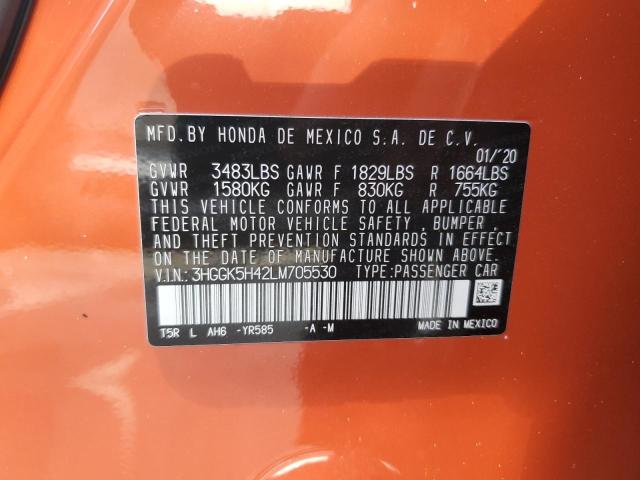 MFD.BY HONDA DE MEXICO S.A. DE C.V.
01/'20
GVWR 3483LBS GAWR F 1829LBS R 1664LBS
GVWR 1580KG GAWR F 830KG R 755KG
THIS VEHICLE CONFORMS TO ALL APPLICABLE
FEDERAL MOTOR VEHICLE SAFETY , BUMPER ,
AND THEFT PREVENTION STANDARDS IN EFFECT
ON THE DATE OF MANUFACTURE SHOWN ABOVE.
V.I.N.: 3HGGK5H42LM705530 TYPE:PASSENGER CAR
T5R L AH6 -YR585 -A -M MADE IN MEXICO